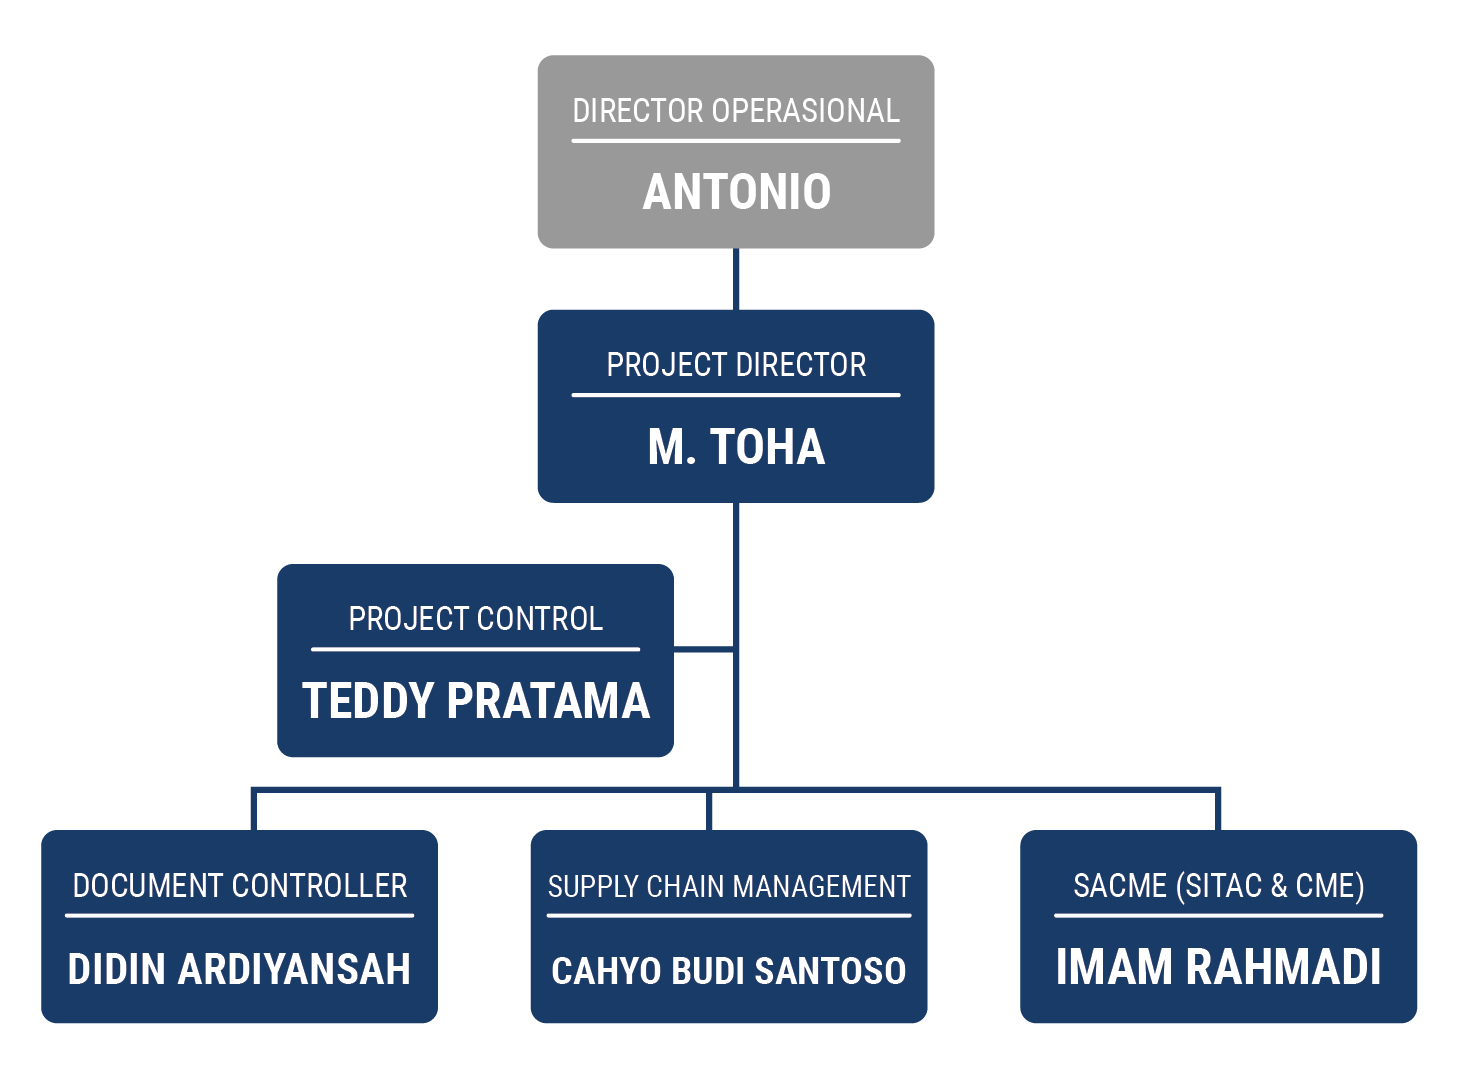 DIRECTOR OPERASIONAL
ANTONIO
PROJECT DIRECTOR
M. TOHA
PROJECT CONTROL
TEDDY PRATAMA
DOCUMENT CONTROLLER
DIDIN ARDIYANSAH
SUPPLY CHAIN MANAGEMENT
CAHYO BUDI SANTOSO
SACME (SITAC & CME)
IMAM RAHMADI